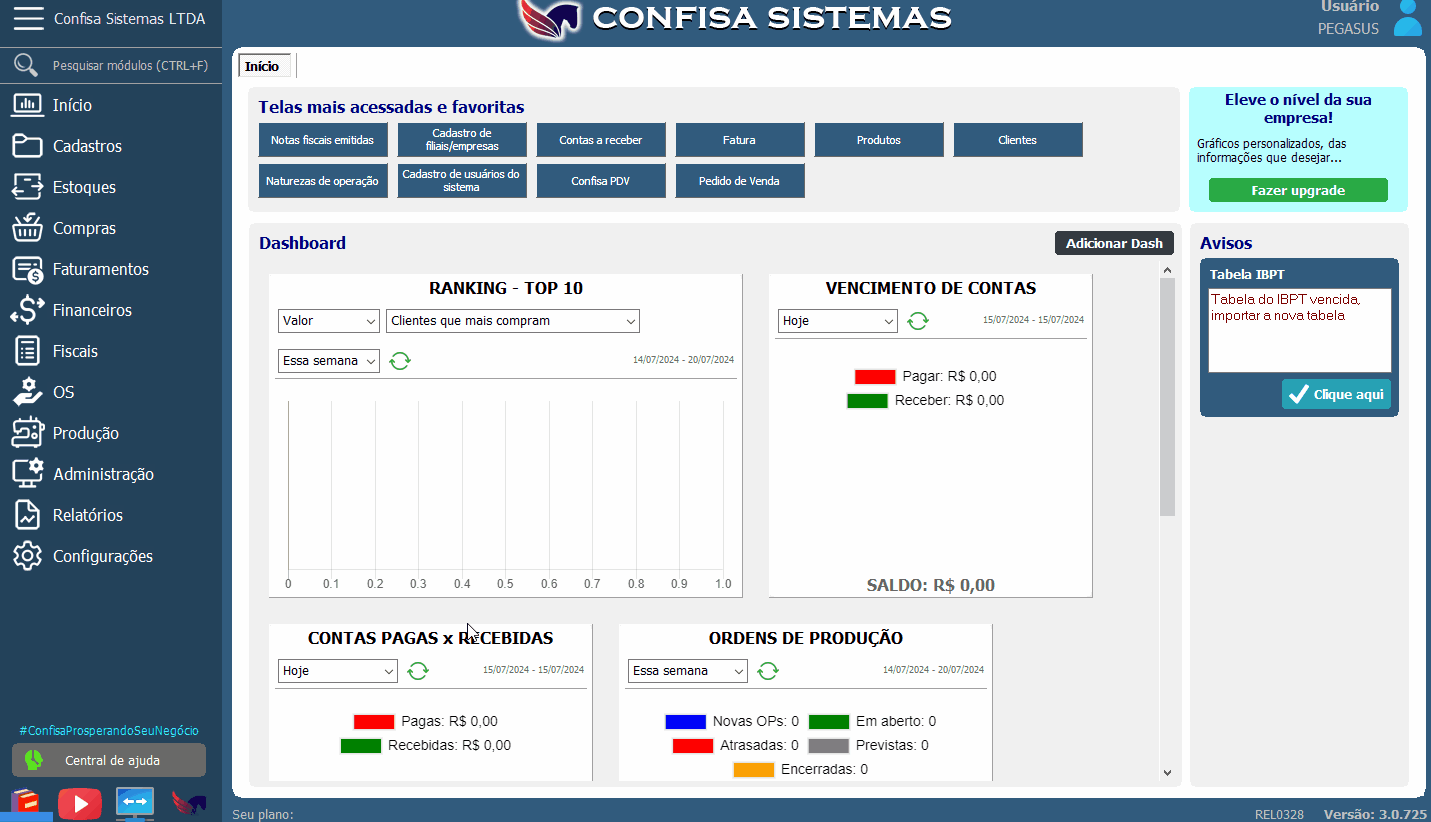 Confisa Sistemas LTDA
Pesquisar módulos (CTRL+F)
Início
Cadastros
Estoques
Compras
Faturamentos
Financeiros
Fiscais
OS
Produção
Administração
Relatórios
Configurações
#ConfisaProsperandoSeuNegócio
Central de ajuda
CONFISA SISTEMAS
Usuário
PEGASUS
Início
Telas mais acessadas e favoritas
Notas fiscais emitidas
Cadastro de
filiais/empresas
Contas a receber
Fatura
Produtos
Clientes
Naturezas de operação
Cadastro de usuários do
sistema
Confisa PDV
Pedido de Venda
Eleve o nível da sua
empresa!
Gráficos personalizados, das
informações que desejar...
Fazer upgrade
Dashboard
Adicionar Dash
RANKING - TOP 10
Valor
Clientes que mais compram
Essa semana
14/07/2024 - 20/07/2024
0 0.1 0.2 0.3 0.4 0.5 0.6 0.7 0.8 0.9 1.0
VENCIMENTO DE CONTAS
Hoje
15/07/2024 - 15/07/2024
Pagar: R$ 0,00
Receber: R$ 0,00
SALDO: R$ 0,00
CONTAS PAGAS x RECEBIDAS
Hoje
15/07/2024 - 15/07/2024
Pagas: R$ 0,00
Recebidas: R$ 0,00
ORDENS DE PRODUÇÃO
Essa semana
14/07/2024 - 20/07/2024
Novas OPs: 0 Em aberto: 0
Atrasadas: 0 Previstas: 0
Encerradas: 0
Avisos
Tabela IBPT
Tabela do IBPT vencida,
importar a nova tabela
Clique aqui
Seu plano:
REL0328
Versão: 3.0.725